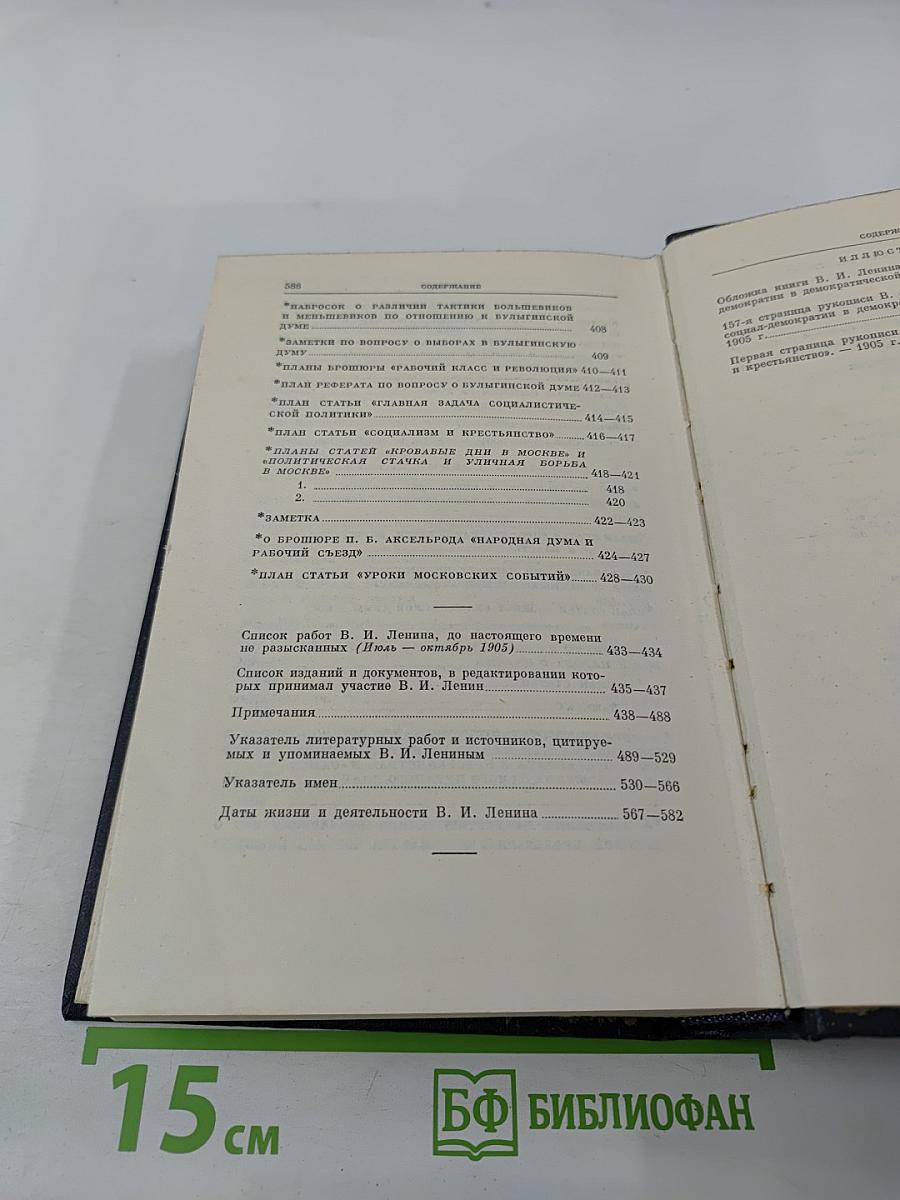 588 СОДЕРЖАНИЕ
*НАБРОСОК О РАЗЛИЧИИ ТАКТИКИ БОЛЬШЕВИКОВ
И МЕНЬШЕВИКОВ ПО ОТНОШЕНИЮ К БУЛЫГИНСКОЙ
ДУМЕ 408
*ЗАМЕТКИ ПО ВОПРОСУ О ВЫБОРАХ В БУЛЫГИНСКУЮ
ДУМУ 409
*ПЛАНЫ БРОШЮРЫ «РАБОЧИЙ КЛАСС И РЕВОЛЮЦИЯ» 410—411
*ПЛАН РЕФЕРАТА ПО ВОПРОСУ О БУЛЫГИНСКОЙ ДУМЕ 412—413
*ПЛАН СТАТЬИ «ГЛАВНАЯ ЗАДАЧА СОЦИАЛИСТИЧЕ-
СКОЙ ПОЛИТИКИ» 414—415
*ПЛАН СТАТЬИ «СОЦИАЛИЗМ И КРЕСТЬЯНСТВО» 416—417
*ПЛАНЫ СТАТЕЙ «КРОВАВЫЕ ДНИ В МОСКВЕ» И
«ПОЛИТИЧЕСКАЯ СТАЧКА И УЛИЧНАЯ БОРЬБА
В МОСКВЕ» 418—421
1. 418
2. 420
*ЗАМЕТКА 422—423
*О БРОШЮРЕ П. Б. АКСЕЛЬРОДА «НАРОДНАЯ ДУМА И
РАБОЧИЙ СЪЕЗД» 424—427
*ПЛАН СТАТЬИ «УРОКИ МОСКОВСКИХ СОБЫТИЙ» 428—430
Список работ В. И. Ленина, до настоящего времени
не разысканных (Июль — октябрь 1905) 433—434
Список изданий и документов, в редактировании кото-
рых принимал участие В. И. Ленин 435—437
Примечания 438—488
Указатель литературных работ и источников, цитируе-
мых и упоминаемых В. И. Лениным 489—529
Указатель имен 530—566
Даты жизни и деятельности В. И. Ленина 567—582
Обложка книги В. И. Ленина
демократии в демократической
157-я страница рукописи В.
социал-демократии в
1905 г.
Первая страница рукописи
и крестьянство». — 1905 г.
15 см
БФ БИБЛИОФАН